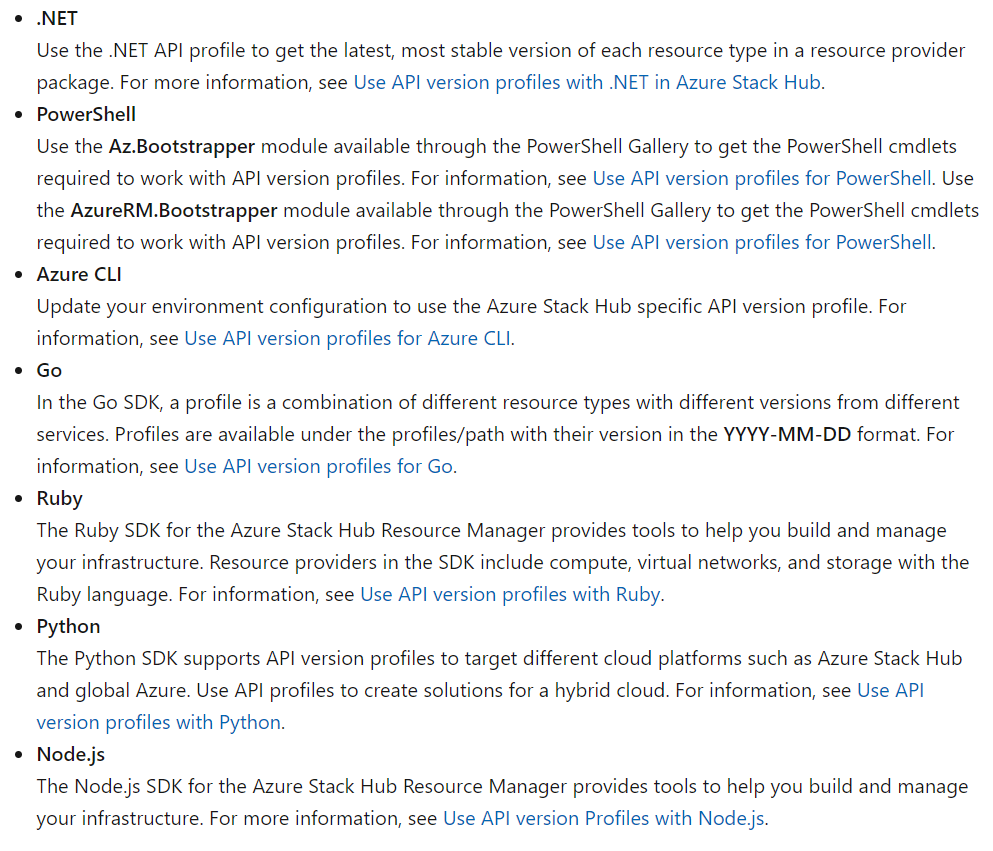 .NET
Use the .NET API profile to get the latest, most stable version of each resource type in a resource provider
package. For more information, see Use API version profiles with .NET in Azure Stack Hub.
PowerShell
Use the Az.Bootstrapper module available through the PowerShell Gallery to get the PowerShell cmdlets
required to work with API version profiles. For information, see Use API version profiles for PowerShell. Use
the AzureRM.Bootstrapper module available through the PowerShell Gallery to get the PowerShell cmdlets
required to work with API version profiles. For information, see Use API version profiles for PowerShell.
Azure CLI
Update your environment configuration to use the Azure Stack Hub specific API version profile. For
information, see Use API version profiles for Azure CLI.
Go
In the Go SDK, a profile is a combination of different resource types with different versions from different
services. Profiles are available under the profiles/path with their version in the YYYY-MM-DD format. For
information, see Use API version profiles for Go.
Ruby
The Ruby SDK for the Azure Stack Hub Resource Manager provides tools to help you build and manage
your infrastructure. Resource providers in the SDK include compute, virtual networks, and storage with the
Ruby language. For information, see Use API version profiles with Ruby.
Python
The Python SDK supports API version profiles to target different cloud platforms such as Azure Stack Hub
and global Azure. Use API profiles to create solutions for a hybrid cloud. For information, see Use API
version profiles with Python.
Node.js
The Node.js SDK for the Azure Stack Hub Resource Manager provides tools to help you build and manage
your infrastructure. For more information, see Use API version Profiles with Node.js.